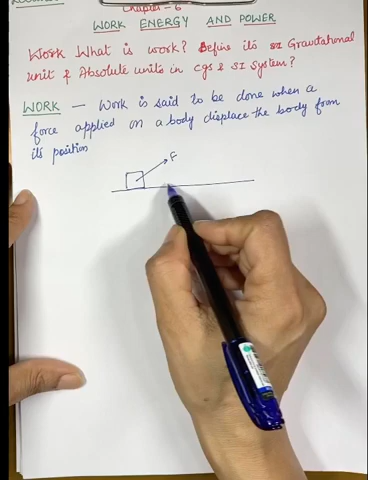 Chapter - 6
WORK ENERGY AND POWER
Work What is work? Define its Gravitational
unit & Absolute units in cgs & SI System?
WORK - Work is said to be done when a
force applied on a body displace the body from
its position
F